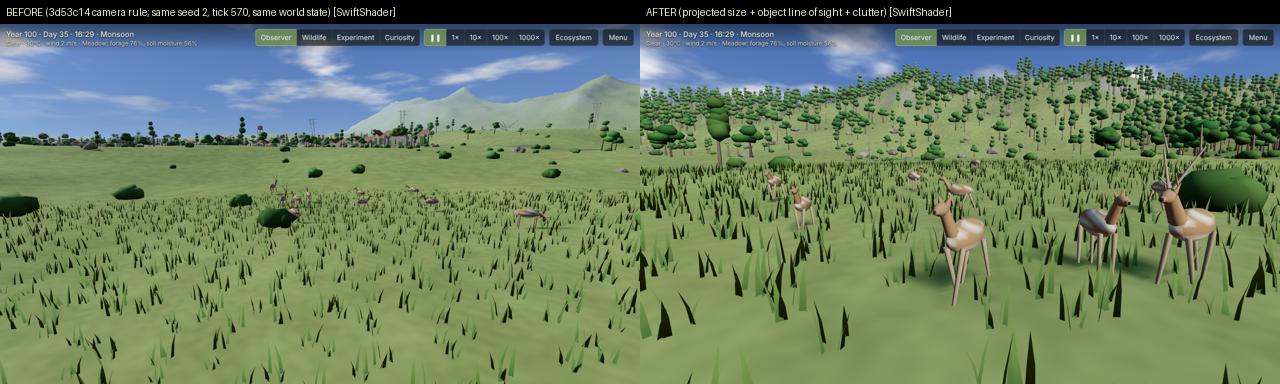 BEFORE (3d53c14 camera rule; same seed 2, tick 570, same world state) [SwiftShader]
Year 100 · Day 35 · 16:29 · Monsoon
Clear · 30°C · wind 2 m/s · Meadow: forage 76%, soil moisture 56%
Observer Wildlife Experiment Curiosity ❚❚ 1× 10× 100× 1000× Ecosystem Menu
AFTER (projected size + object line of sight + clutter) [SwiftShader]
Year 100 · Day 35 · 16:29 · Monsoon
Clear · 30°C · wind 2 m/s · Meadow: forage 76%, soil moisture 56%
Observer Wildlife Experiment Curiosity ❚❚ 1× 10× 100× 1000× Ecosystem Menu